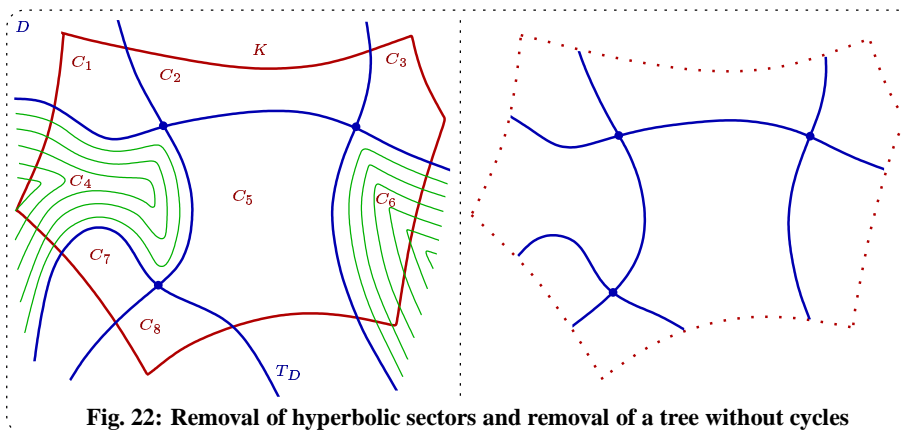 D
K
C₁
C₂
C₃
C₄
C₅
C₆
C₇
C₈
T_D
Fig. 22: Removal of hyperbolic sectors and removal of a tree without cycles